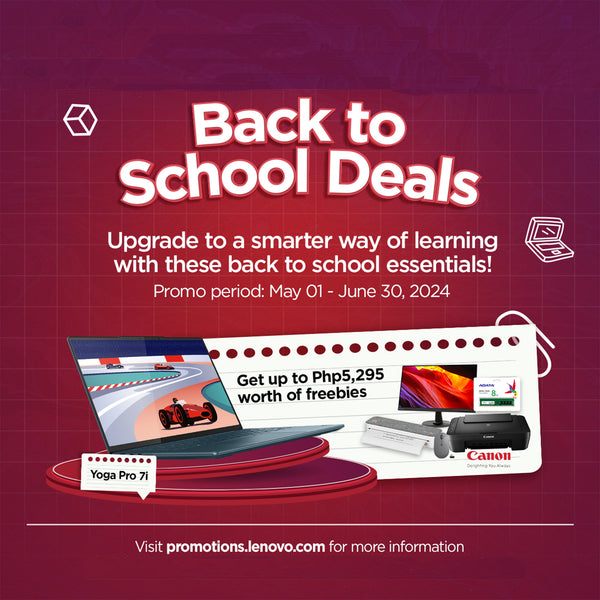 Back to
School Deals
Upgrade to a smarter way of learning
with these back to school essentials!
Promo period: May 01 - June 30, 2024
Get up to Php5,295
worth of freebies
ADATA
8
Canon
Canon
Delighting You Always
Yoga Pro 7i
Visit promotions.lenovo.com for more information